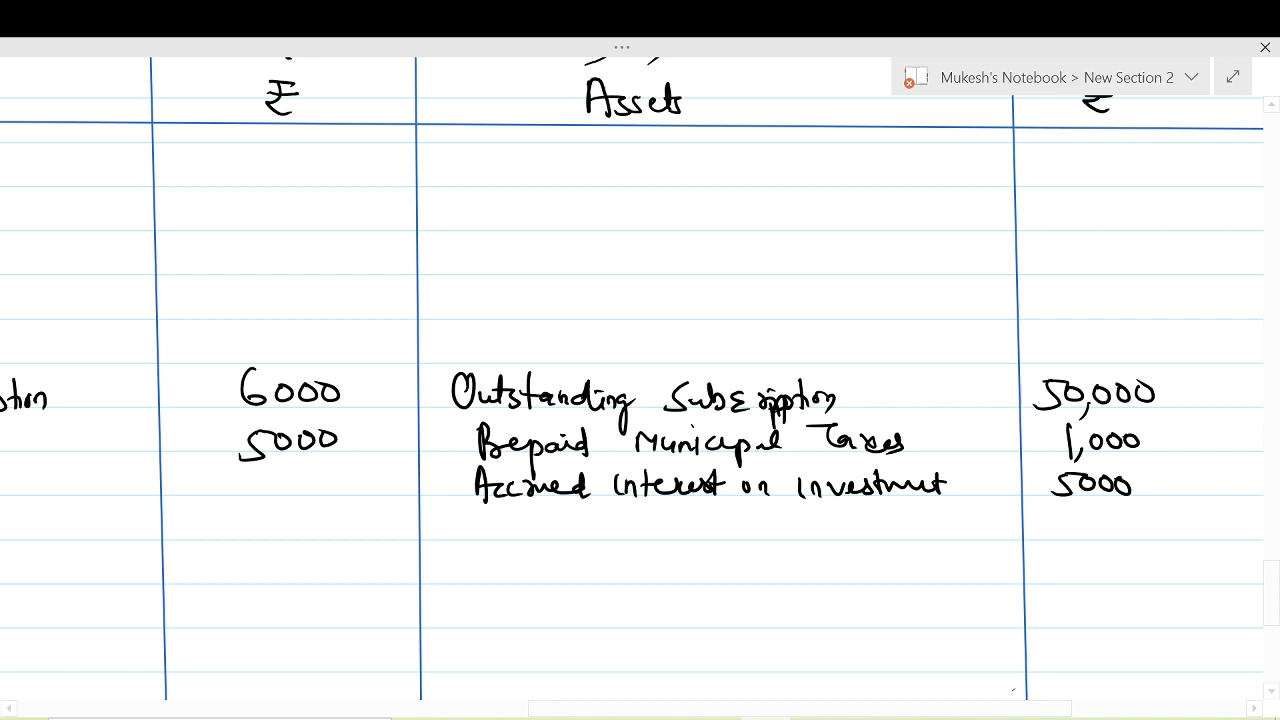 Mukesh's Notebook > New Section 2
₹ Assets ₹
6000 Outstanding Subscription 50,000
5000 Prepaid Municipal Taxes 1,000
Accrued Interest on Investment 5000